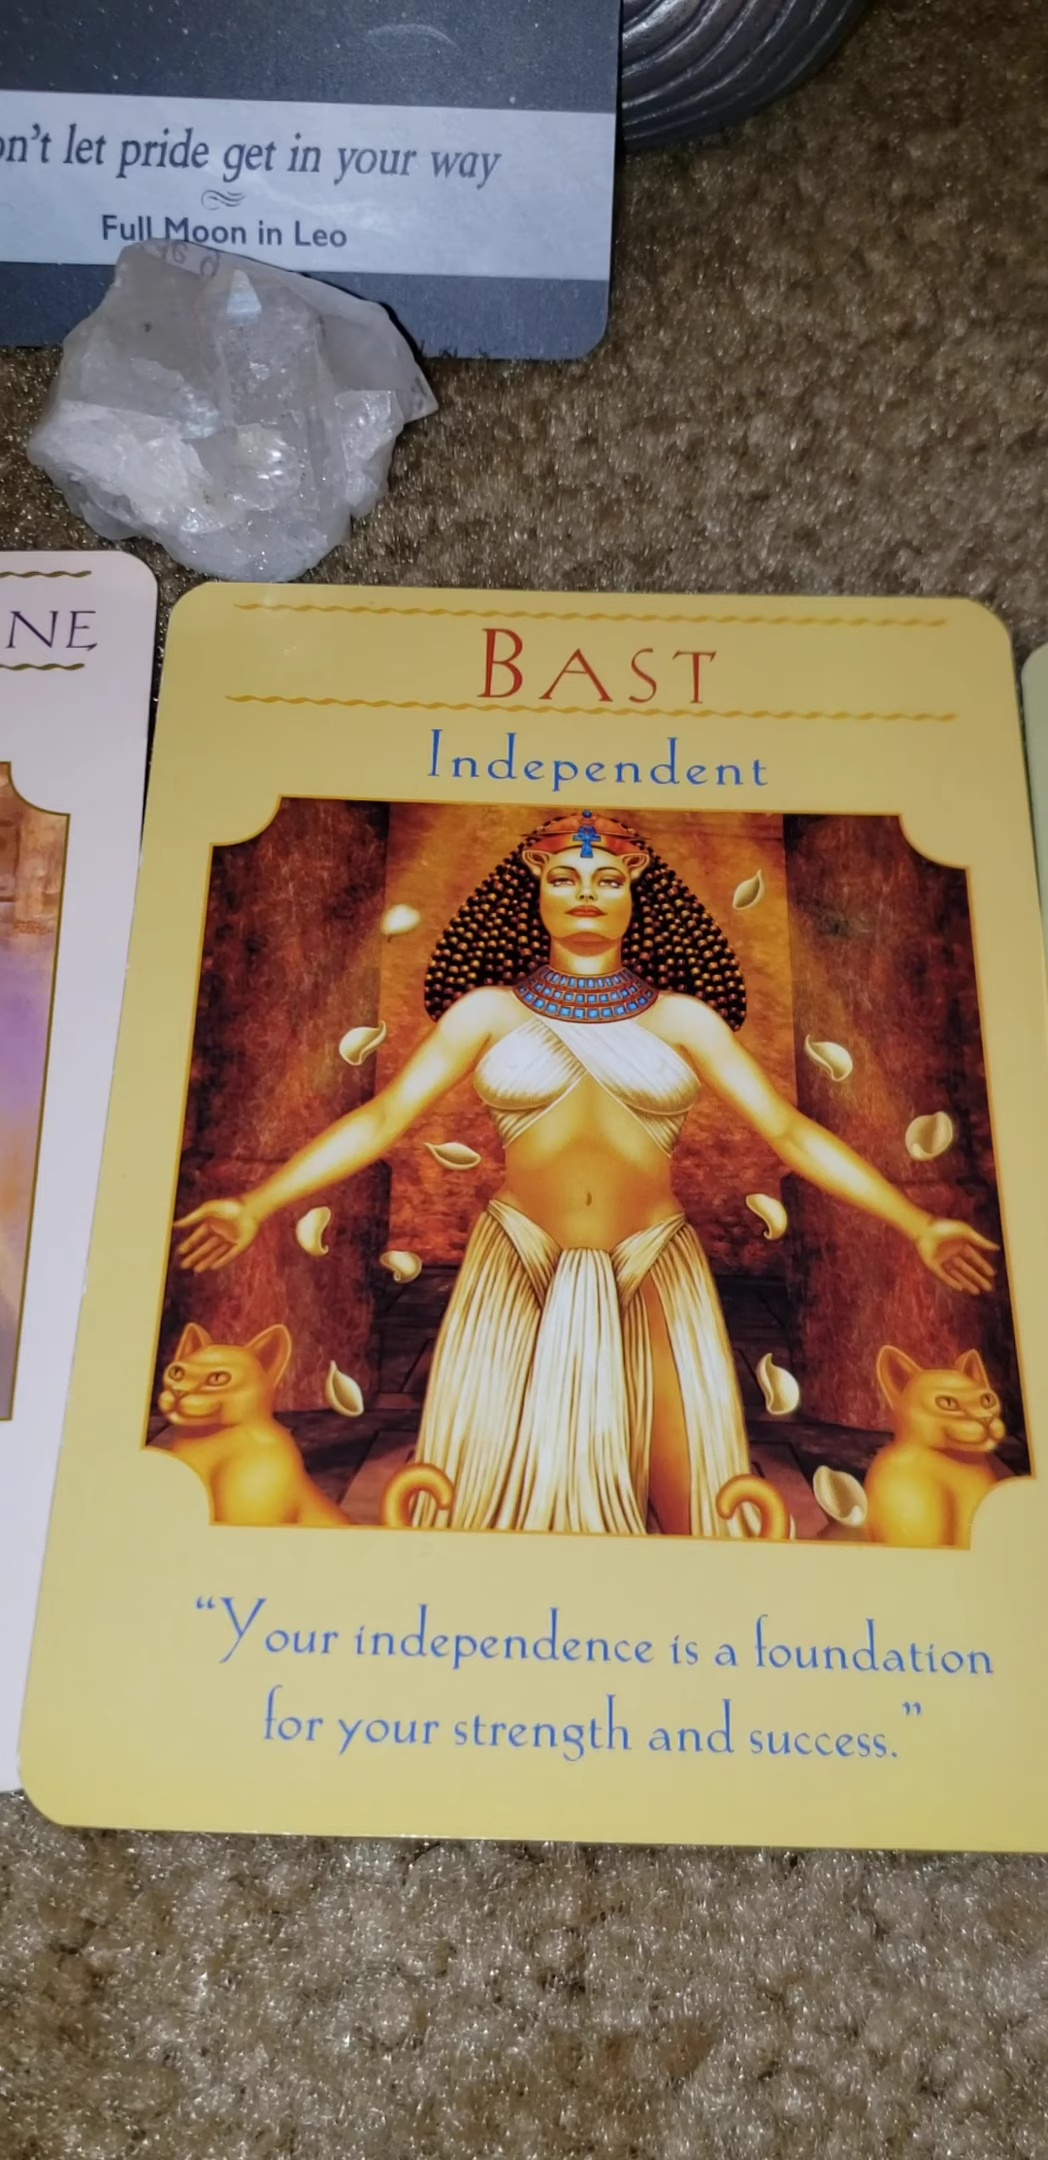 n't let pride get in your way
Full Moon in Leo
NE
BAST
Independent
“Your independence is a foundation
for your strength and success.”